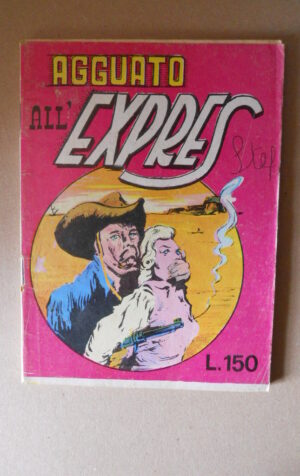 AGGUATO
ALL'
EXPRES
L.150